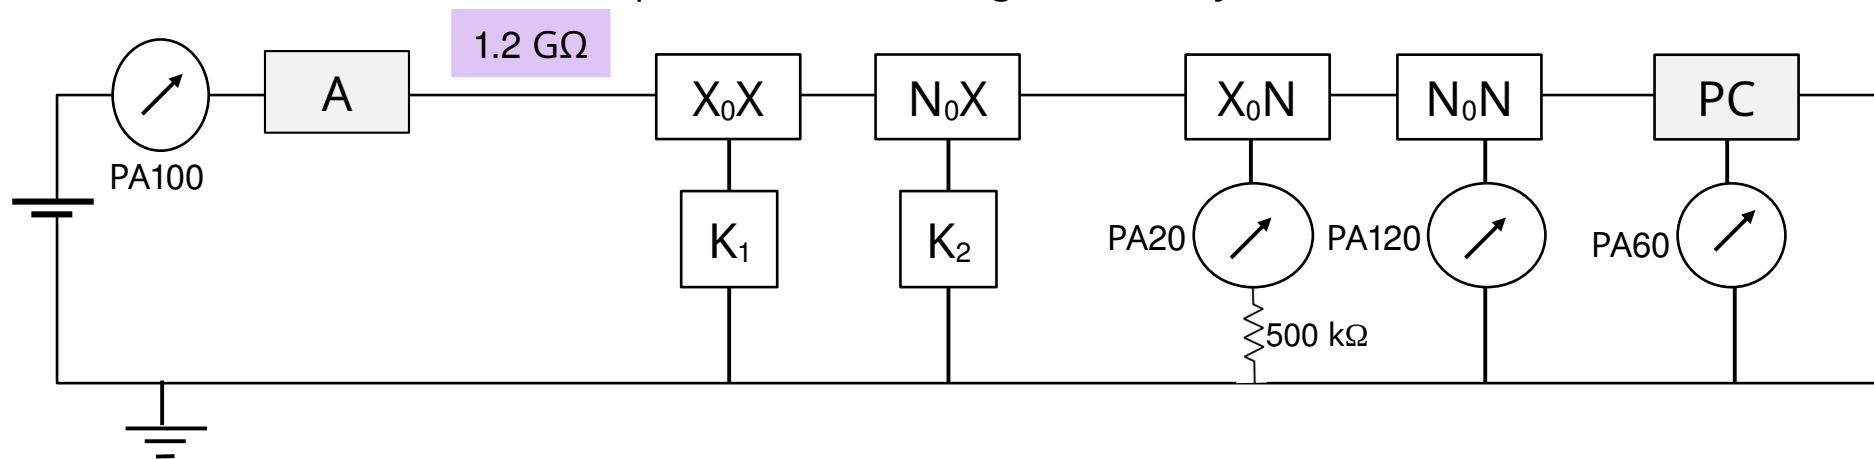 1.2 GΩ
A
X₀X
N₀X
X₀N
N₀N
PC
PA100
K₁
K₂
PA20
PA120
PA60
500 kΩ